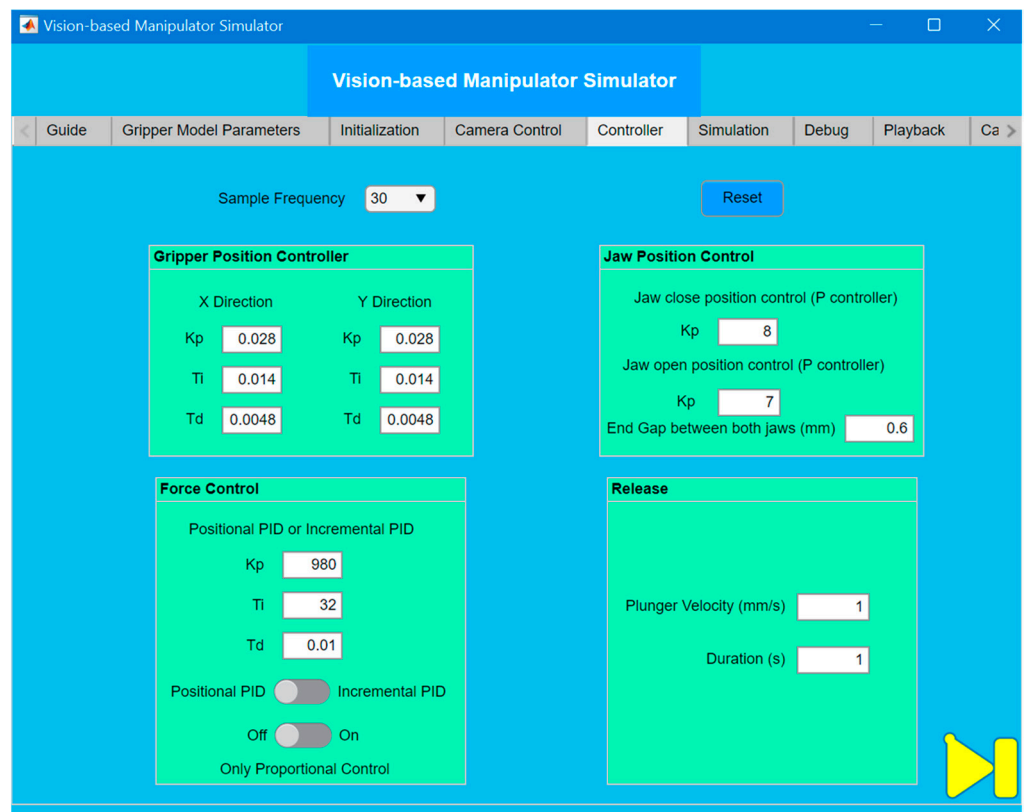 Vision-based Manipulator Simulator
Vision-based Manipulator Simulator
Guide Gripper Model Parameters Initialization Camera Control Controller Simulation Debug Playback Ca
Sample Frequency 30 Reset
Gripper Position Controller
X Direction Y Direction
Kp 0.028 Kp 0.028
Ti 0.014 Ti 0.014
Td 0.0048 Td 0.0048
Jaw Position Control
Jaw close position control (P controller)
Kp 8
Jaw open position control (P controller)
Kp 7
End Gap between both jaws (mm) 0.6
Force Control
Positional PID or Incremental PID
Kp 980
Ti 32
Td 0.01
Positional PID Incremental PID
Off On
Only Proportional Control
Release
Plunger Velocity (mm/s) 1
Duration (s) 1